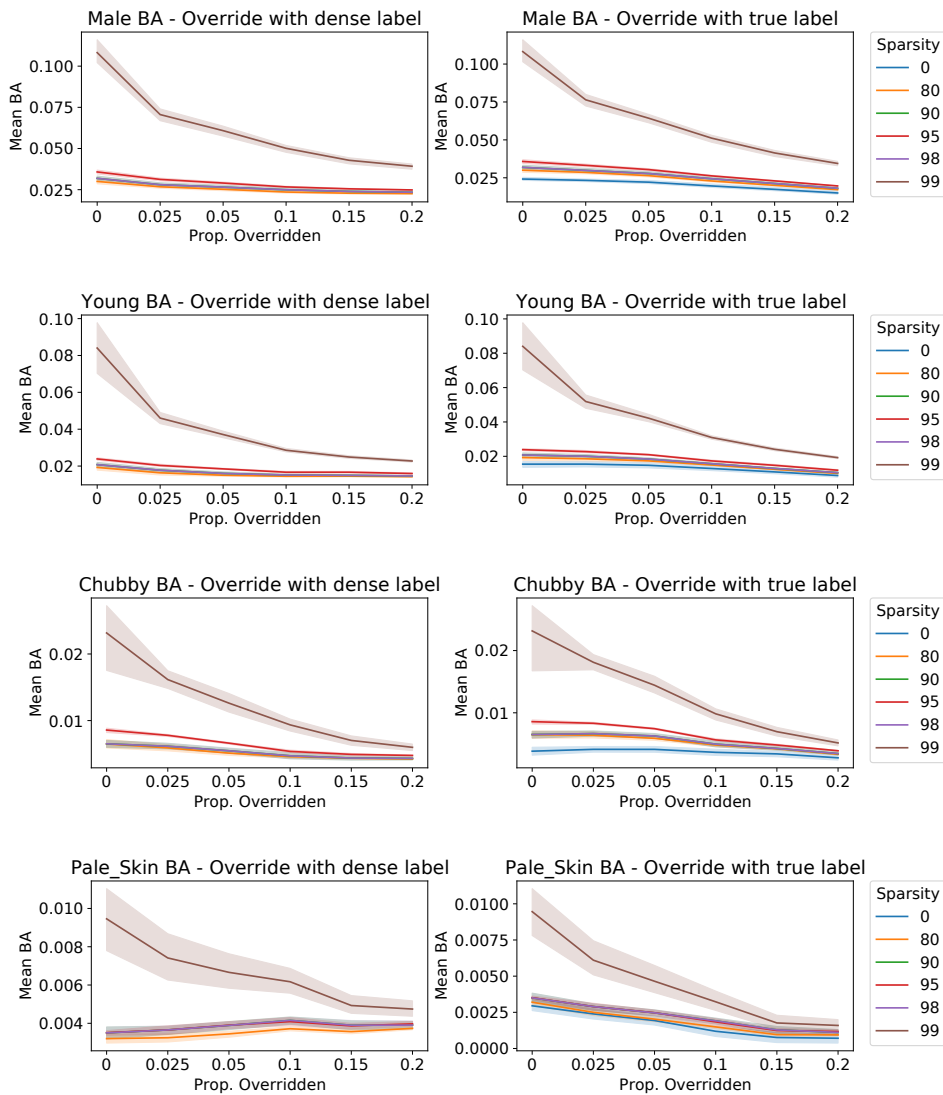 Male BA - Override with dense label
Mean BA
0.100
0.075
0.050
0.025
0 0.025 0.05 0.1 0.15 0.2
Prop. Overridden
Male BA - Override with true label
Mean BA
0.100
0.075
0.050
0.025
0 0.025 0.05 0.1 0.15 0.2
Prop. Overridden
Sparsity
0
80
90
95
98
99
Young BA - Override with dense label
Mean BA
0.10
0.08
0.06
0.04
0.02
0 0.025 0.05 0.1 0.15 0.2
Prop. Overridden
Young BA - Override with true label
Mean BA
0.10
0.08
0.06
0.04
0.02
0 0.025 0.05 0.1 0.15 0.2
Prop. Overridden
Sparsity
0
80
90
95
98
99
Chubby BA - Override with dense label
Mean BA
0.02
0.01
0 0.025 0.05 0.1 0.15 0.2
Prop. Overridden
Chubby BA - Override with true label
Mean BA
0.02
0.01
0 0.025 0.05 0.1 0.15 0.2
Prop. Overridden
Sparsity
0
80
90
95
98
99
Pale_Skin BA - Override with dense label
Mean BA
0.010
0.008
0.006
0.004
0 0.025 0.05 0.1 0.15 0.2
Prop. Overridden
Pale_Skin BA - Override with true label
Mean BA
0.0100
0.0075
0.0050
0.0025
0.0000
0 0.025 0.05 0.1 0.15 0.2
Prop. Overridden
Sparsity
0
80
90
95
98
99